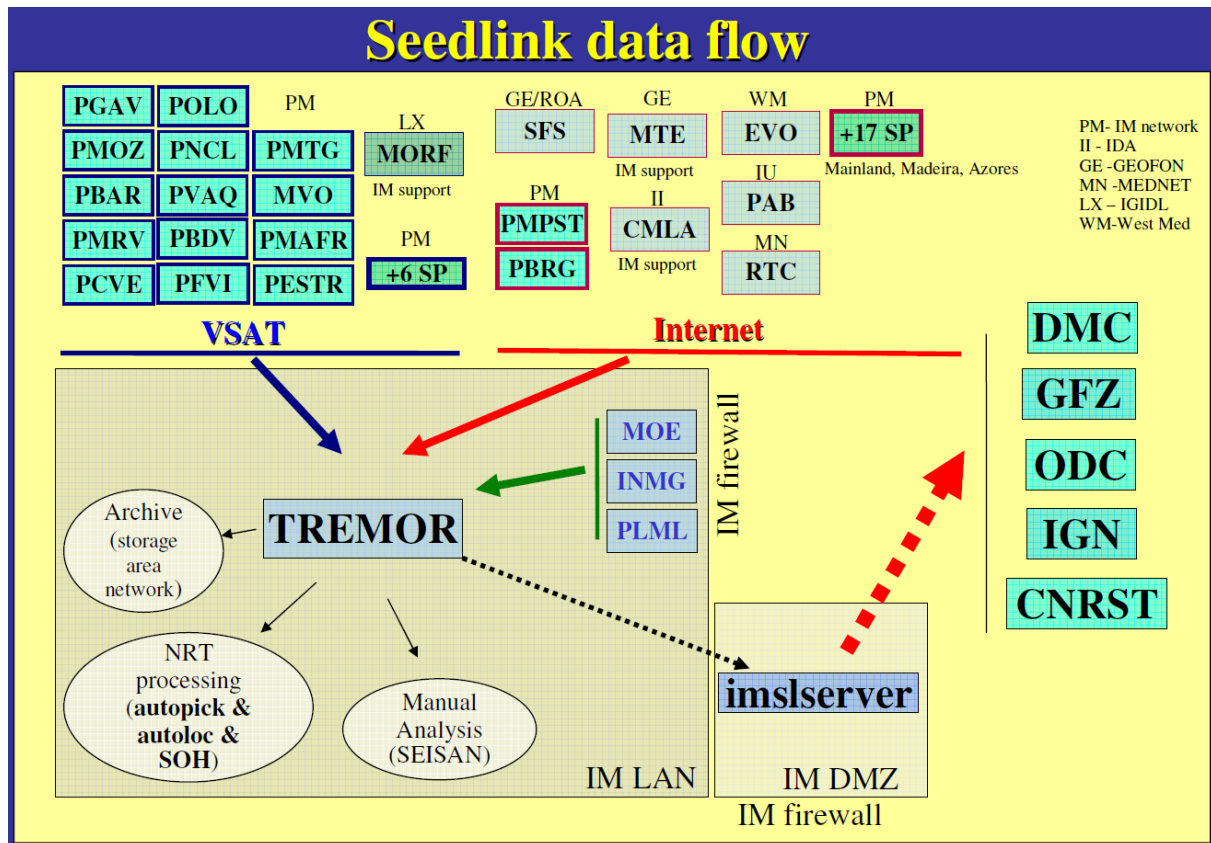 Seedlink data flow
PGAV POLO PM
PMOZ PNCL PMTG
PBAR PVAQ MVO
PMRV PBDV PMAFR
PCVE PFVI PESTR
LX
MORF
IM support
PM
+6 SP
GE/ROA
SFS
GE
MTE
IM support
WM
EVO
PM
+17 SP
Mainland, Madeira, Azores
PM
PMPST
PBRG
II
CMLA
IM support
IU
PAB
MN
RTC
PM- IM network
II - IDA
GE -GEOFON
MN -MEDNET
LX – IGIDL
WM-West Med
VSAT
Internet
DMC
GFZ
ODC
IGN
CNRST
MOE
INMG
PLML
IM firewall
TREMOR
Archive
(storage
area
network)
NRT
processing
(autopick &
autoloc &
SOH)
Manual
Analysis
(SEISAN)
IM LAN
imslserver
IM DMZ
IM firewall